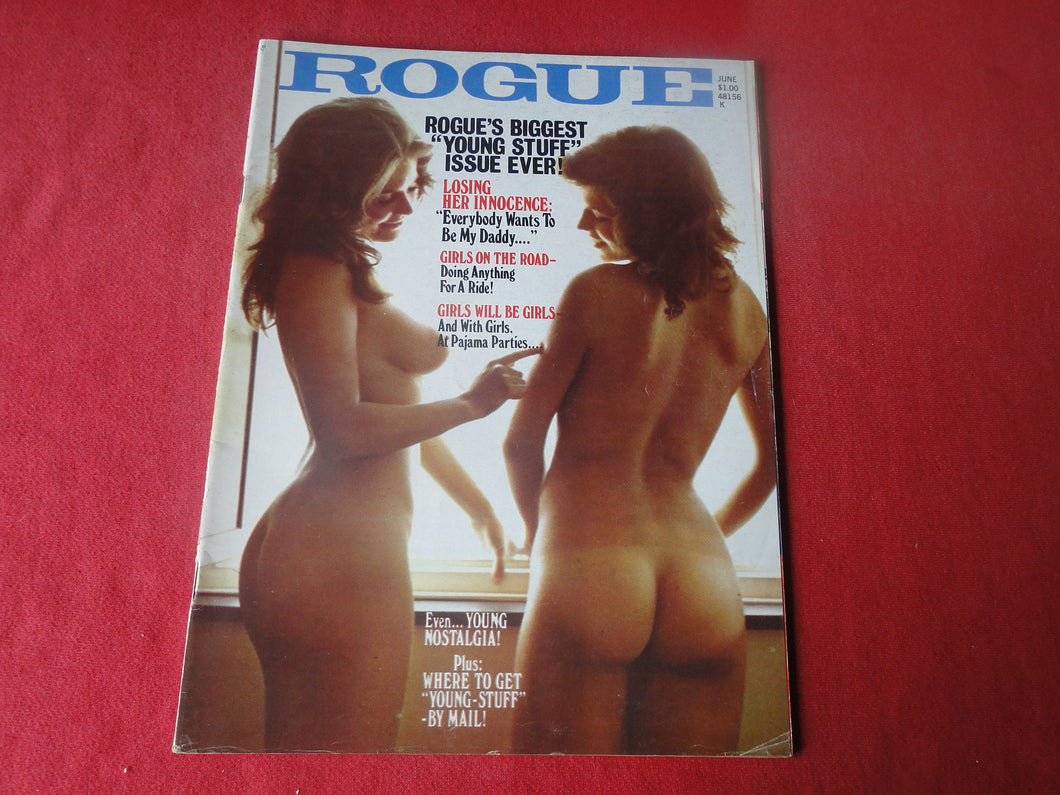 ROGUE
JUNE
$1.00
48156
K
ROGUE'S BIGGEST
"YOUNG STUFF"
ISSUE EVER!
LOSING
HER INNOCENCE:
"Everybody Wants To
Be My Daddy...."
GIRLS ON THE ROAD–
Doing Anything
For A Ride!
GIRLS WILL BE GIRLS–
And With Girls.
At Pajama Parties....
Even... YOUNG
NOSTALGIA!
Plus:
WHERE TO GET
"YOUNG-STUFF"
-BY MAIL!